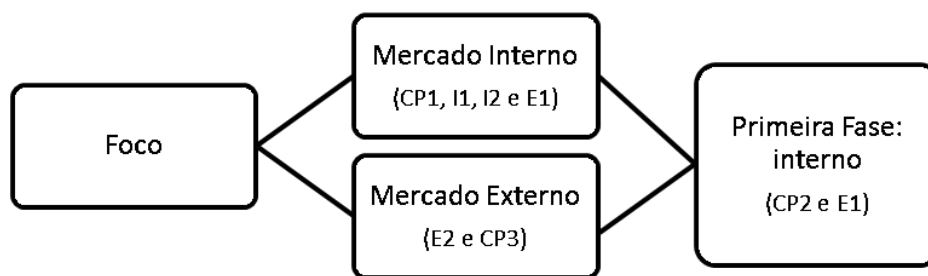 Foco
Mercado Interno
(CP1, I1, I2 e E1)
Mercado Externo
(E2 e CP3)
Primeira Fase:
interno
(CP2 e E1)